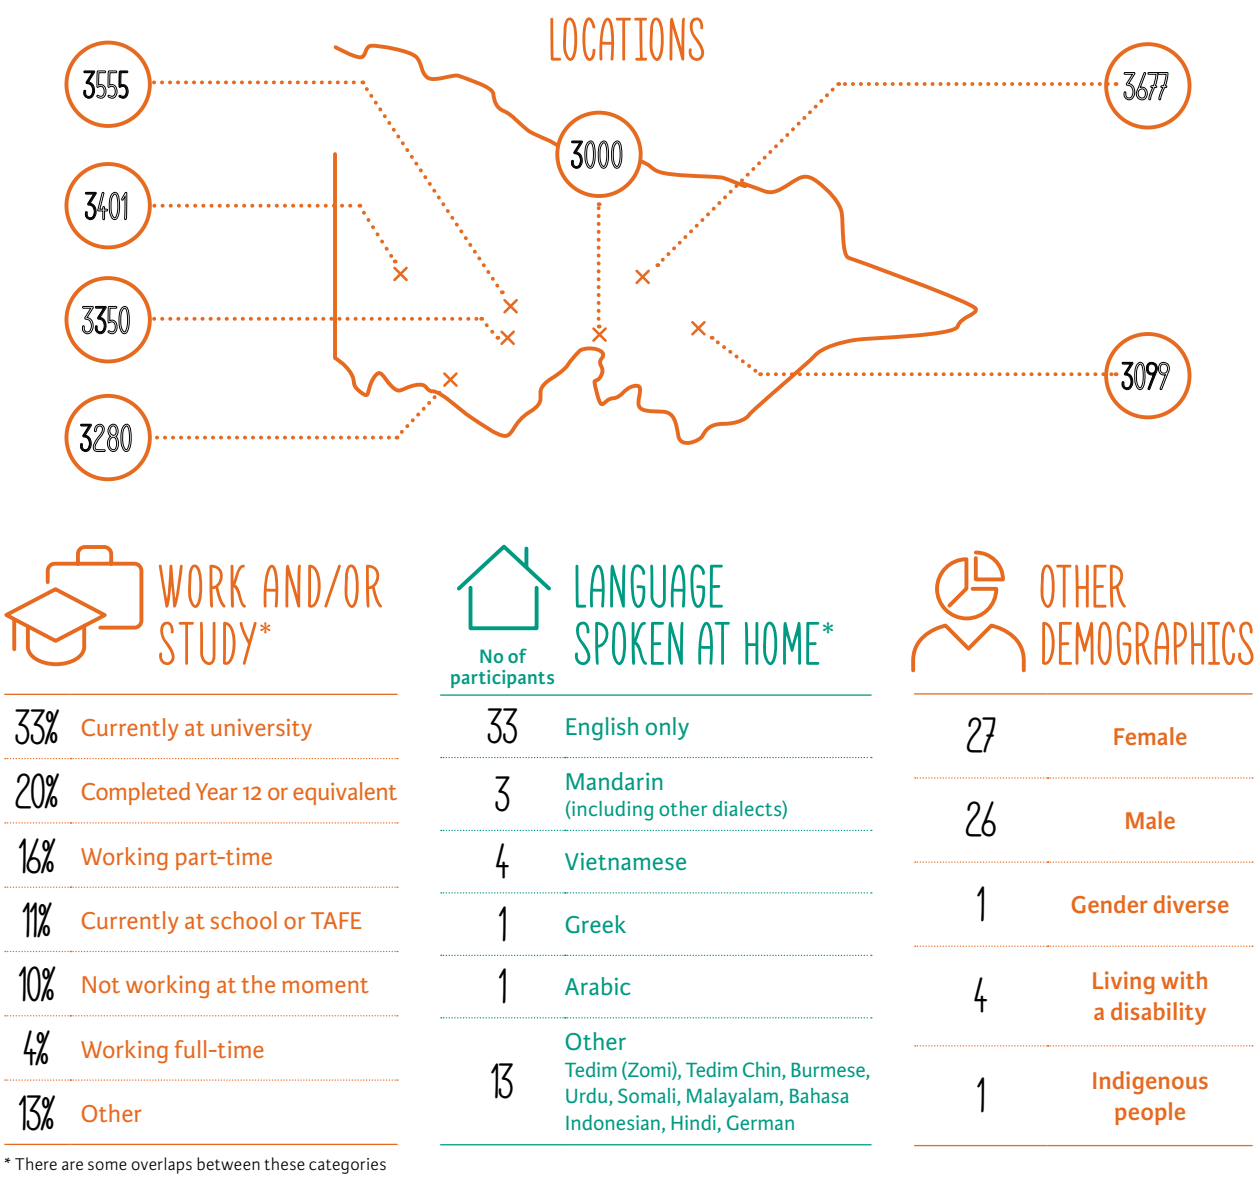 LOCATIONS
3555
3677
3000
3401
3350
3099
3280
WORK AND/OR
STUDY*
33% Currently at university
20% Completed Year 12 or equivalent
16% Working part-time
11% Currently at school or TAFE
10% Not working at the moment
4% Working full-time
13% Other
* There are some overlaps between these categories
LANGUAGE
SPOKEN AT HOME*
No of
participants
33 English only
3 Mandarin
(including other dialects)
4 Vietnamese
1 Greek
1 Arabic
13 Other
Tedim (Zomi), Tedim Chin, Burmese,
Urdu, Somali, Malayalam, Bahasa
Indonesian, Hindi, German
OTHER
DEMOGRAPHICS
27 Female
26 Male
1 Gender diverse
4 Living with
a disability
1 Indigenous
people